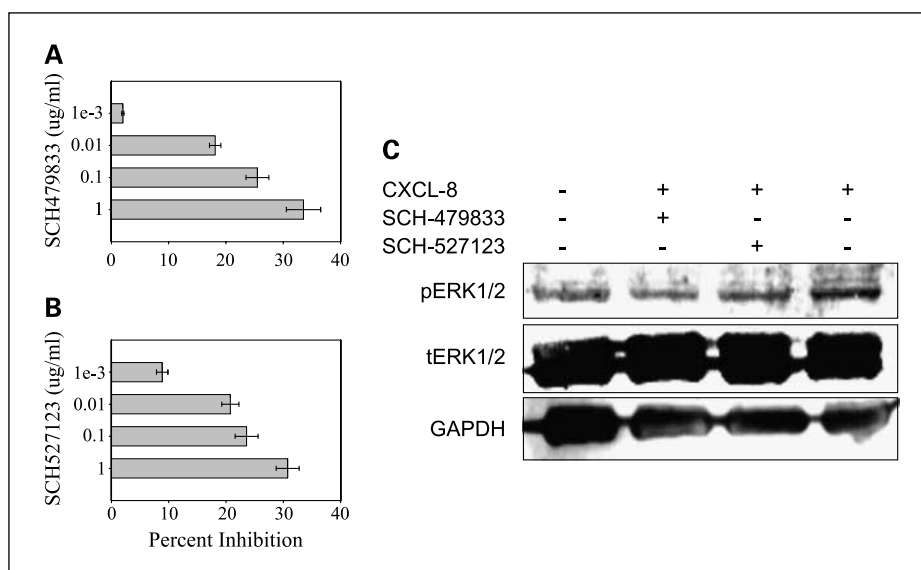 A
SCH479833 (ug/ml)
1e-3
0.01
0.1
1
0 10 20 30 40
B
SCH527123 (ug/ml)
1e-3
0.01
0.1
1
0 10 20 30 40
Percent Inhibition
C
CXCL-8 - + + +
SCH-479833 - + - -
SCH-527123 - - + -
pERK1/2
tERK1/2
GAPDH